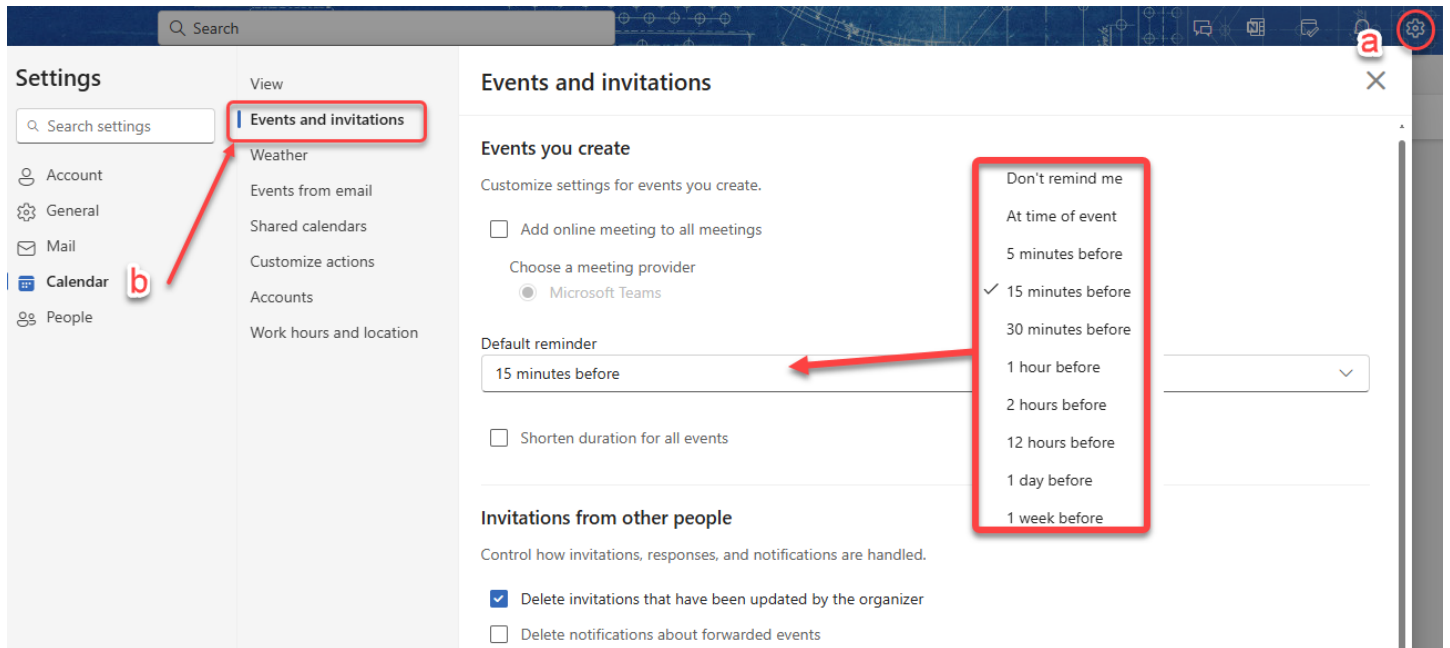 Search
a
Settings
Search settings
Account
General
Mail
Calendar
b
People
View
Events and invitations
Weather
Events from email
Shared calendars
Customize actions
Accounts
Work hours and location
Events and invitations
Events you create
Customize settings for events you create.
Add online meeting to all meetings
Choose a meeting provider
Microsoft Teams
Default reminder
15 minutes before
Don't remind me
At time of event
5 minutes before
15 minutes before
30 minutes before
1 hour before
2 hours before
12 hours before
1 day before
1 week before
Shorten duration for all events
Invitations from other people
Control how invitations, responses, and notifications are handled.
Delete invitations that have been updated by the organizer
Delete notifications about forwarded events